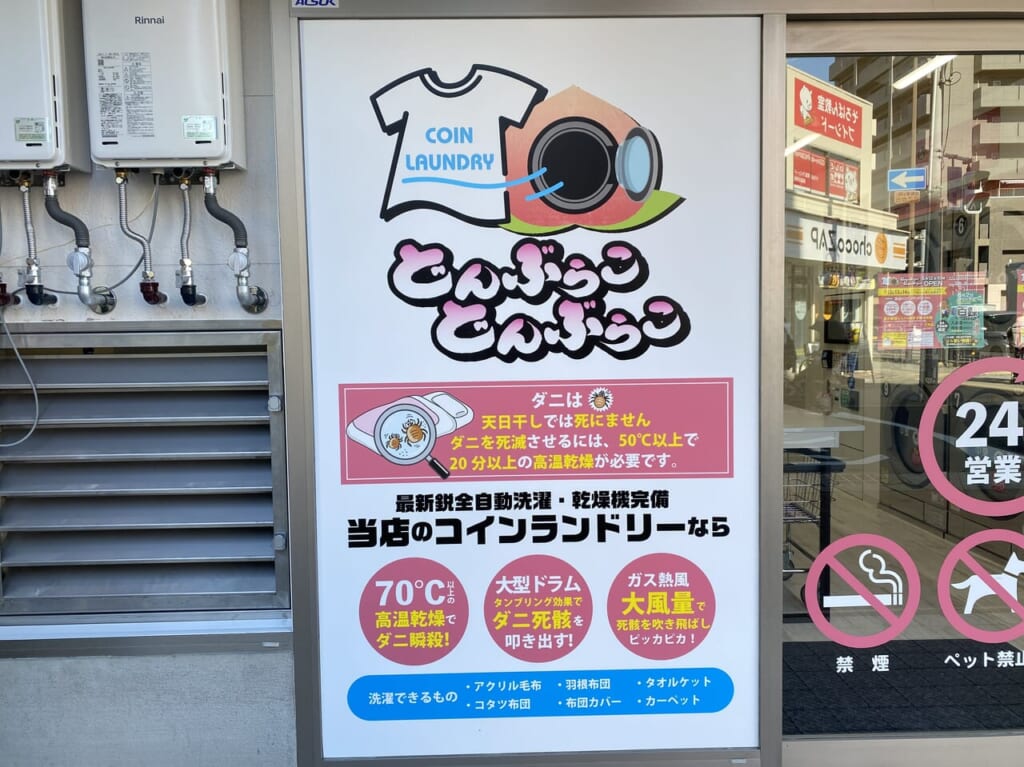 Rinnai
ALSOK
COIN
LAUNDRY
どんぶらこ
どんぶらこ
ダニは
天日干しでは死にません
ダニを死滅させるには、50℃以上で
20分以上の高温乾燥が必要です。
最新鋭全自動洗濯・乾燥機完備
当店のコインランドリーなら
70℃以上の
高温乾燥で
ダニ瞬殺!
大型ドラム
タンブリング効果で
ダニ死骸を
叩き出す!
ガス熱風
大風量で
死骸を吹き飛ばし
ピッカピカ!
洗濯できるもの
・アクリル毛布 ・羽根布団 ・タオルケット
・コタツ布団 ・布団カバー ・カーペット
そろばん教室
chocoZAP
24
営業
禁煙
ペット禁止